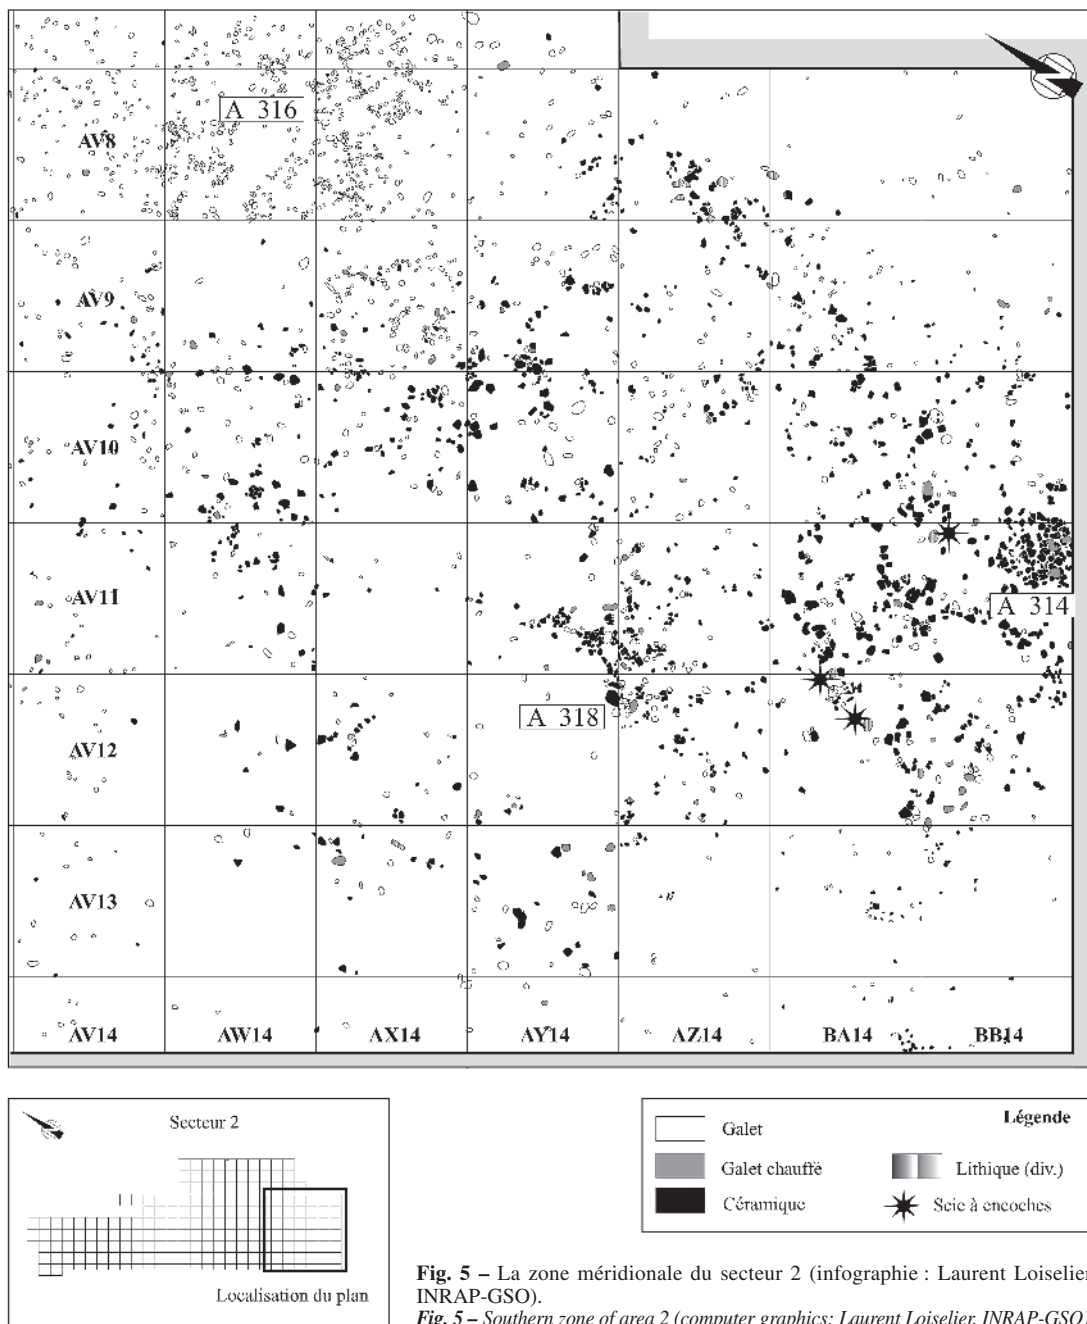 A 316
AV8
AV9
AV10
AV11
A 314
A 318
AV12
AV13
AV14 AW14 AX14 AY14 AZ14 BA14 BB14
Secteur 2
Localisation du plan
Légende
Galet
Galet chauffé
Lithique (div.)
Céramique
Scie à encoches
Fig. 5 – La zone méridionale du secteur 2 (infographie : Laurent Loiselier
INRAP-GSO).
Fig. 5 – Southern zone of area 2 (computer graphics: Laurent Loiselier, INRAP-GSO)